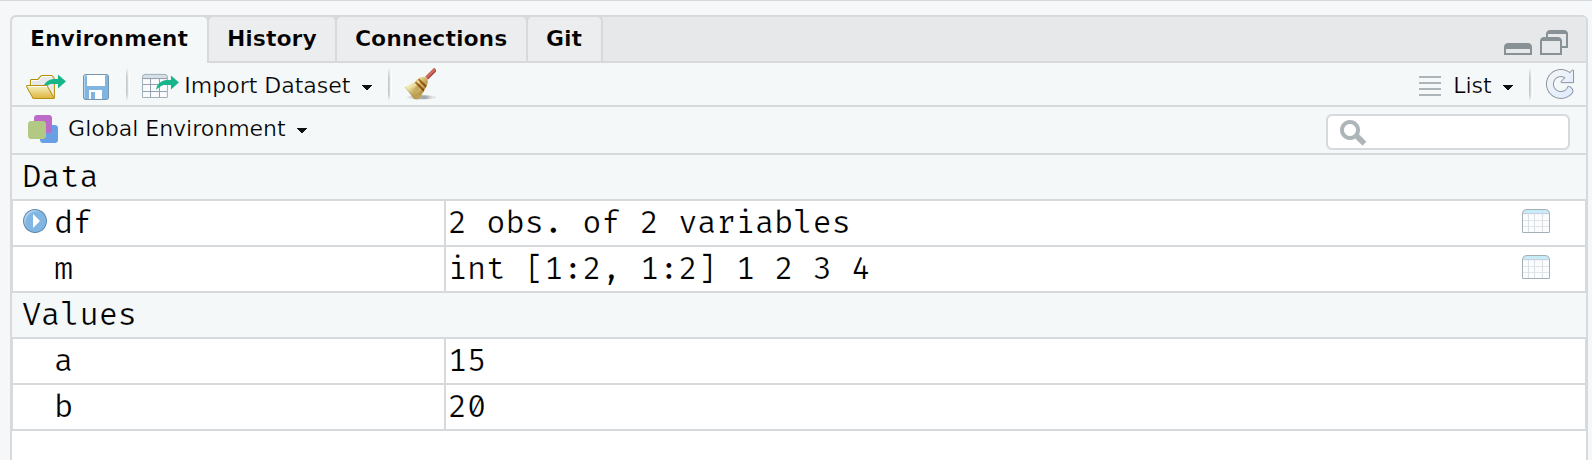 Environment History Connections Git
Import Dataset List
Global Environment
Data
df 2 obs. of 2 variables
m int [1:2, 1:2] 1 2 3 4
Values
a 15
b 20